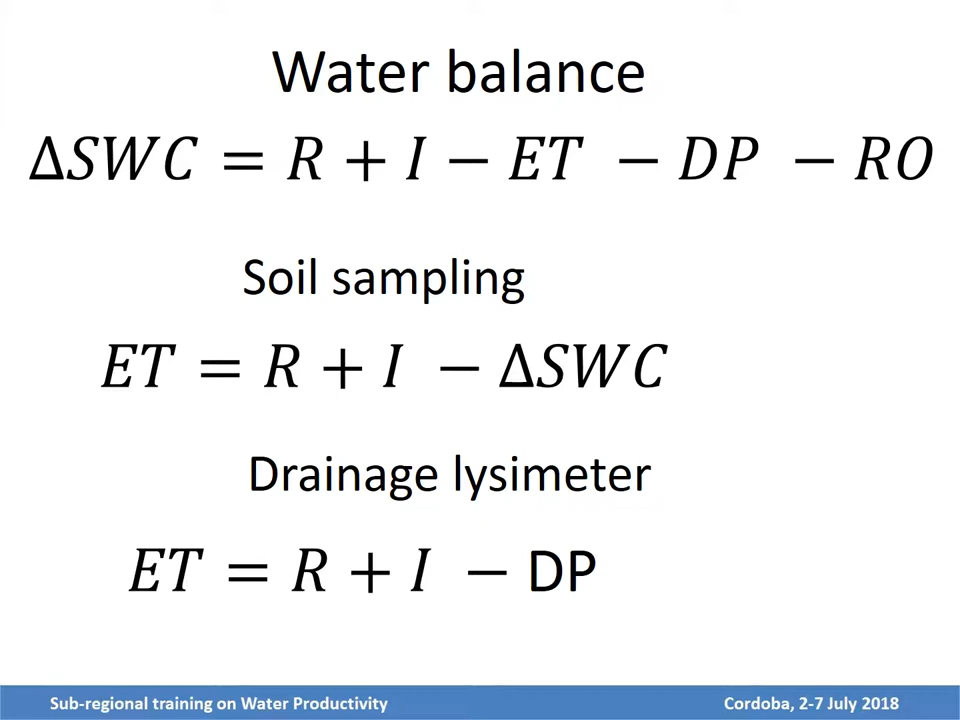 Water balance
ΔSWC = R + I − ET − DP − RO
Soil sampling
ET = R + I − ΔSWC
Drainage lysimeter
ET = R + I − DP
Sub-regional training on Water Productivity Cordoba, 2-7 July 2018